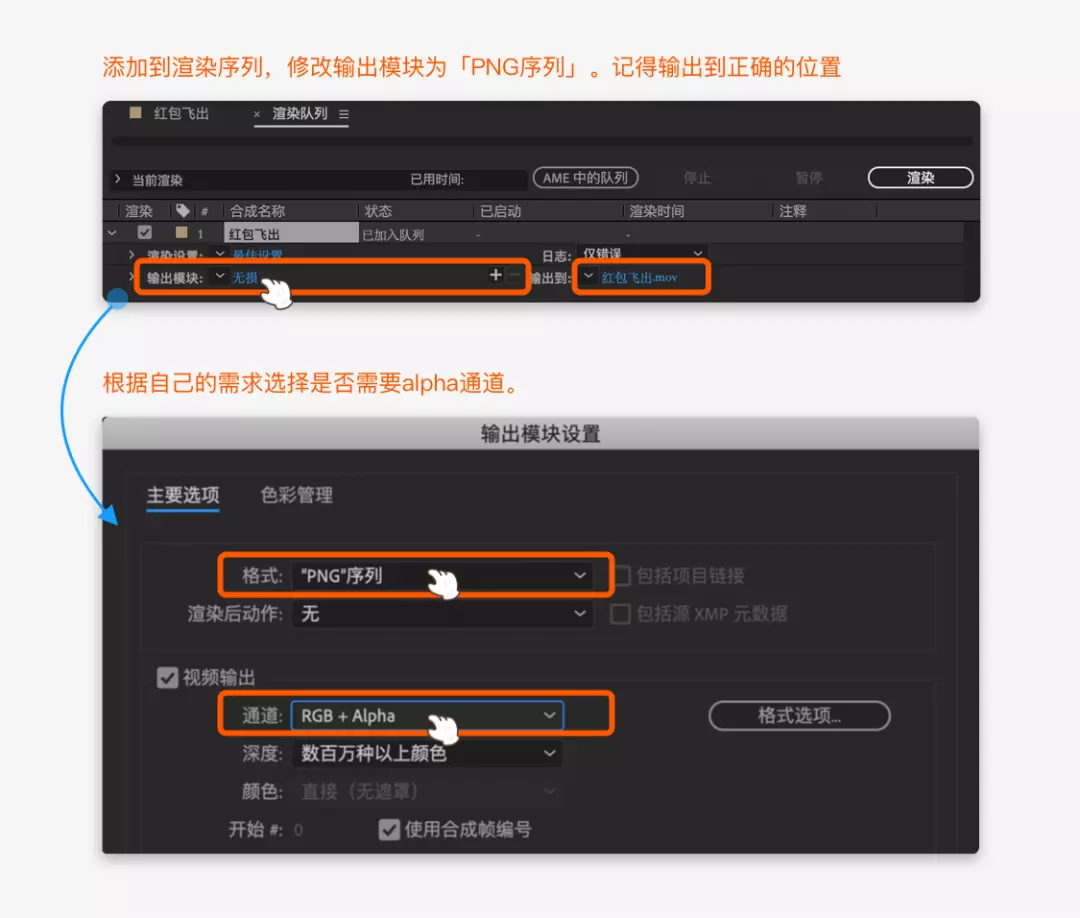 添加到渲染序列，修改输出模块为「PNG序列」。记得输出到正确的位置
红包飞出 × 渲染队列 ≡
当前渲染 已用时间: AME 中的队列 停止 暂停 渲染
渲染 # 合成名称 状态 已启动 渲染时间 注释
1 红包飞出 已加入队列 - -
渲染设置: 最佳设置 日志: 仅错误
输出模块: 无损 + − 输出到: 红包飞出.mov
根据自己的需求选择是否需要alpha通道。
输出模块设置
主要选项 色彩管理
格式: "PNG"序列 包括项目链接
渲染后动作: 无 包括源 XMP 元数据
视频输出
通道: RGB + Alpha 格式选项...
深度: 数百万种以上颜色
颜色: 直接（无遮罩）
开始 #: 0 使用合成帧编号